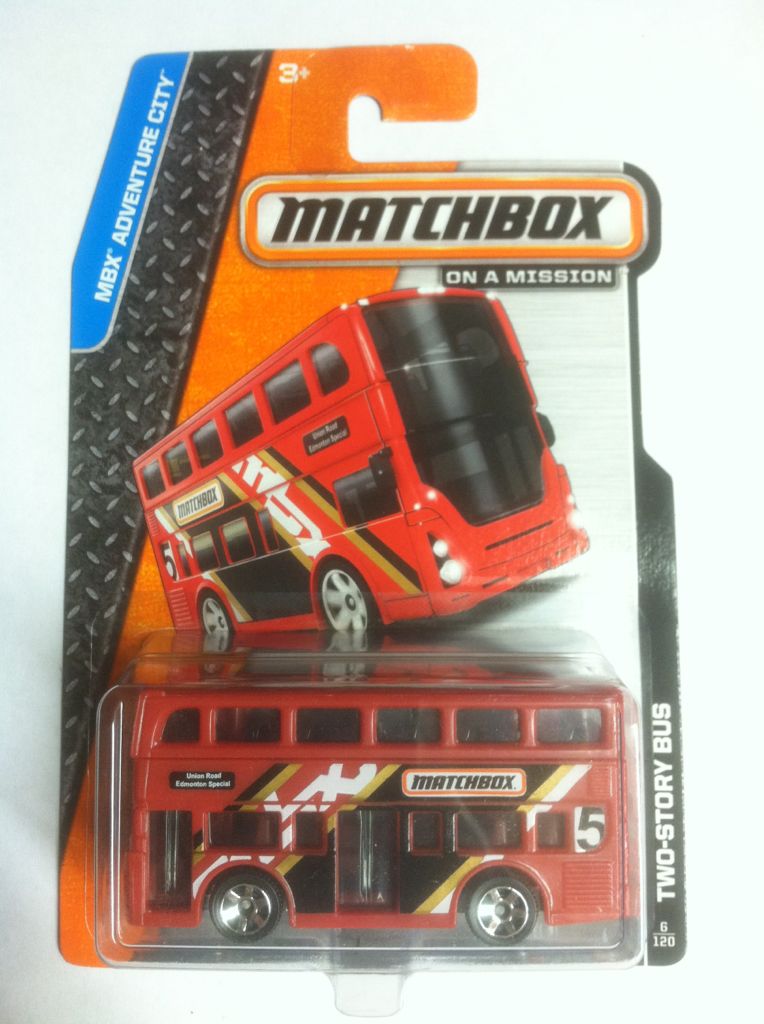 3+
MBX® ADVENTURE CITY™
MATCHBOX
ON A MISSION
Union Road
Edmonton Special
MATCHBOX
5
Union Road
Edmonton Special
MATCHBOX
5
TWO-STORY BUS
6
120